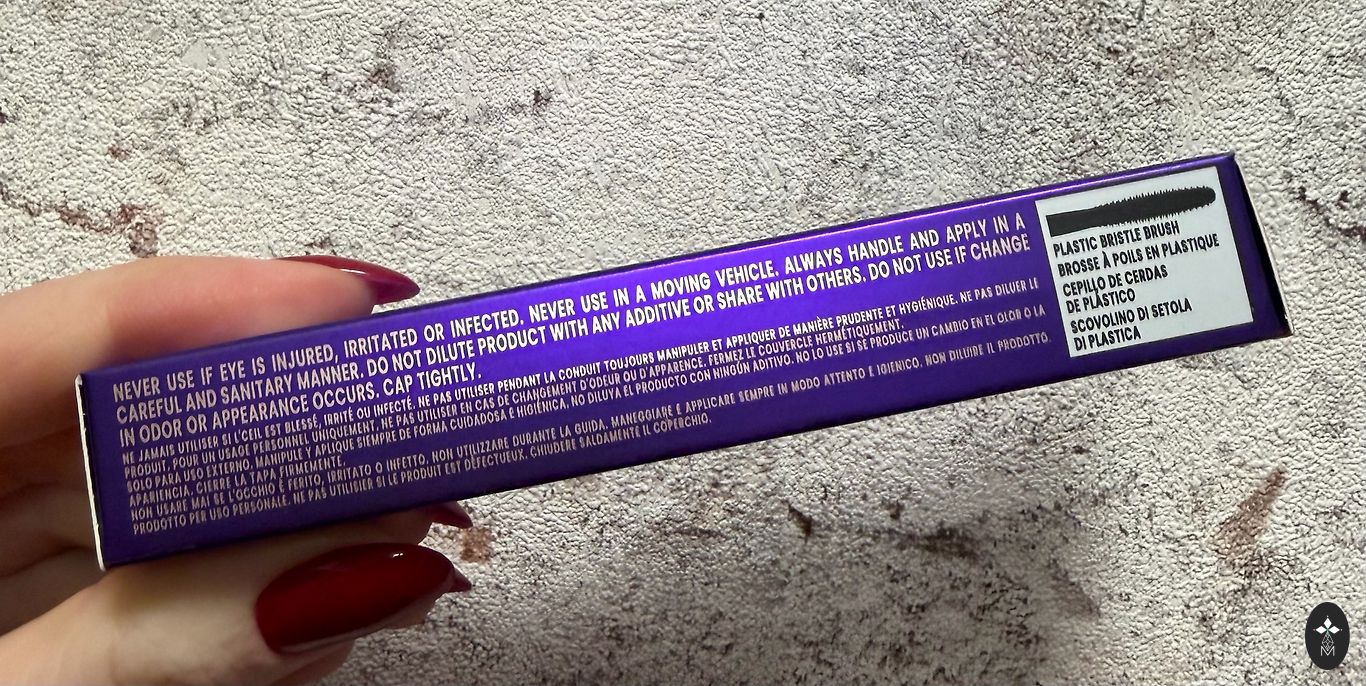 NEVER USE IF EYE IS INJURED, IRRITATED OR INFECTED. NEVER USE IN A MOVING VEHICLE. ALWAYS HANDLE AND APPLY IN A
CAREFUL AND SANITARY MANNER. DO NOT DILUTE PRODUCT WITH ANY ADDITIVE OR SHARE WITH OTHERS. DO NOT USE IF CHANGE
IN ODOR OR APPEARANCE OCCURS. CAP TIGHTLY.
NE JAMAIS UTILISER SI L'ŒIL EST BLESSÉ, IRRITÉ OU INFECTÉ. NE PAS UTILISER PENDANT LA CONDUIT TOUJOURS MANIPULER ET APPLIQUER DE MANIÈRE PRUDENTE ET HYGIÉNIQUE. NE PAS DILUER LE
PRODUIT, POUR UN USAGE PERSONNEL UNIQUEMENT. NE PAS UTILISER EN CAS DE CHANGEMENT D'ODEUR OU D'APPARENCE. FERMEZ LE COUVERCLE HERMÉTIQUEMENT.
SOLO PARA USO EXTERNO, MANIPULE Y APLIQUE SIEMPRE DE FORMA CUIDADOSA E HIGIÉNICA, NO DILUYA EL PRODUCTO CON NINGÚN ADITIVO. NO LO USE SI SE PRODUCE UN CAMBIO EN EL OLOR O LA
APARIENCIA, CIERRE LA TAPA FIRMEMENTE.
NON USARE MAI SE L'OCCHIO È FERITO, IRRITATO O INFETTO. NON UTILIZZARE DURANTE LA GUIDA. MANEGGIARE E APPLICARE SEMPRE IN MODO ATTENTO E IGIENICO. NON DILUIRE IL PRODOTTO.
PRODOTTO PER USO PERSONALE. NE PAS UTILISIER SI LE PRODUIT EST DÉFECTUEUX. CHIUDERE SALDAMENTE IL COPERCHIO.
PLASTIC BRISTLE BRUSH
BROSSE À POILS EN PLASTIQUE
CEPILLO DE CERDAS
DE PLÁSTICO
SCOVOLINO DI SETOLA
DI PLASTICA
M